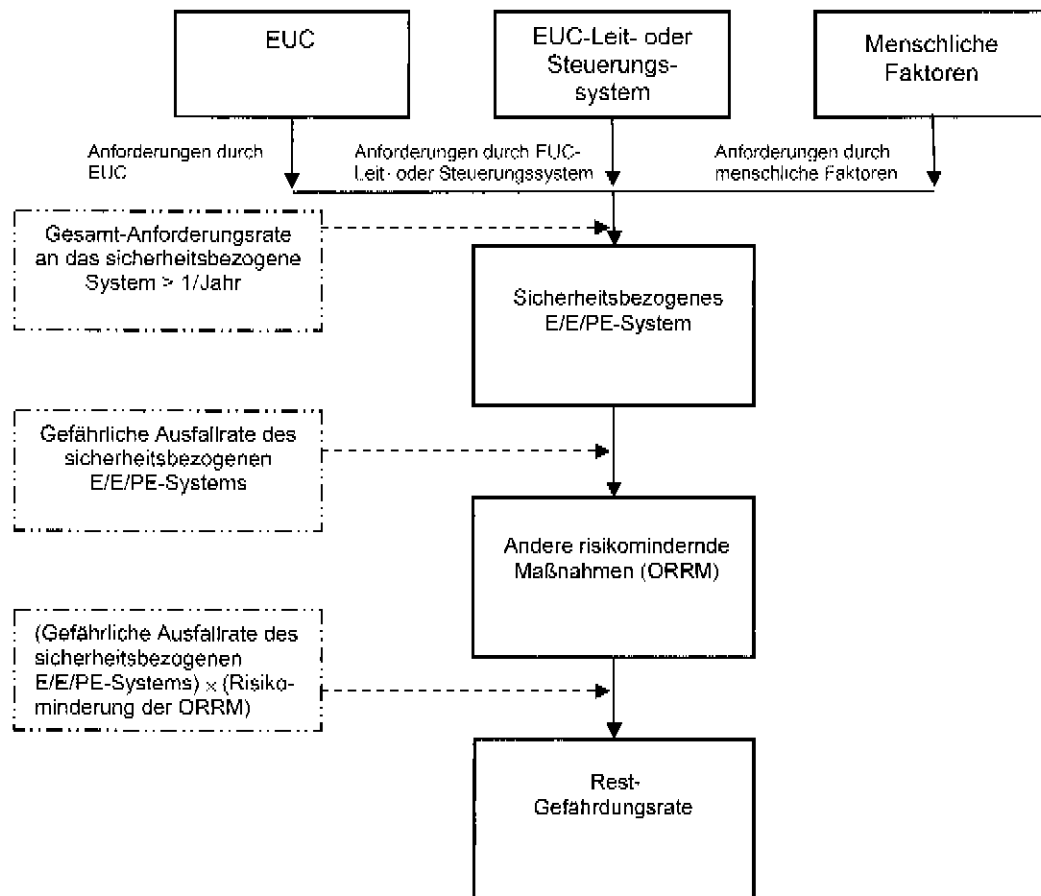 EUC
EUC-Leit- oder
Steuerungs-
system
Menschliche
Faktoren
Anforderungen durch
EUC
Anforderungen durch EUC-
Leit- oder Steuerungssystem
Anforderungen durch
menschliche Faktoren
Gesamt-Anforderungsrate
an das sicherheitsbezogene
System > 1/Jahr
Sicherheitsbezogenes
E/E/PE-System
Gefährliche Ausfallrate des
sicherheitsbezogenen
E/E/PE-Systems
Andere risikomindernde
Maßnahmen (ORRM)
(Gefährliche Ausfallrate des
sicherheitsbezogenen
E/E/PE-Systems) × (Risiko-
minderung der ORRM)
Rest-
Gefährdungsrate